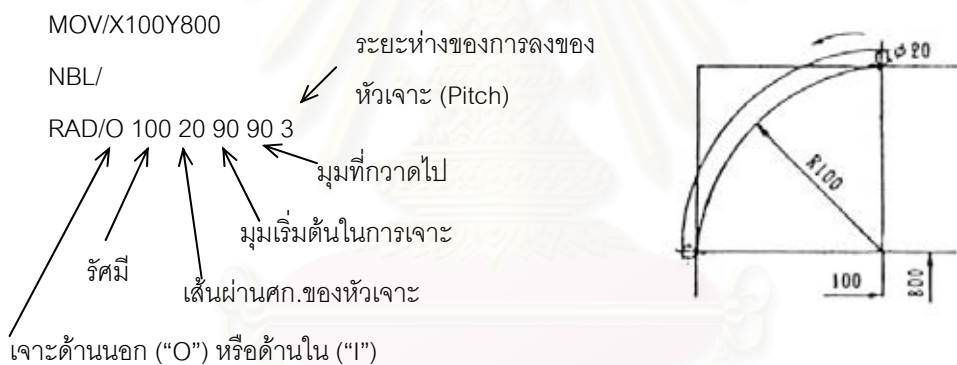 MOV/X100Y800
NBL/
RAD/O 100 20 90 90 3
ระยะห่างของการลงของ
หัวเจาะ (Pitch)
มุมที่กวาดไป
มุมเริ่มต้นในการเจาะ
รัศมี
เส้นผ่านศก.ของหัวเจาะ
เจาะด้านนอก (“O”) หรือด้านใน (“I”)
φ20
R100
100
800